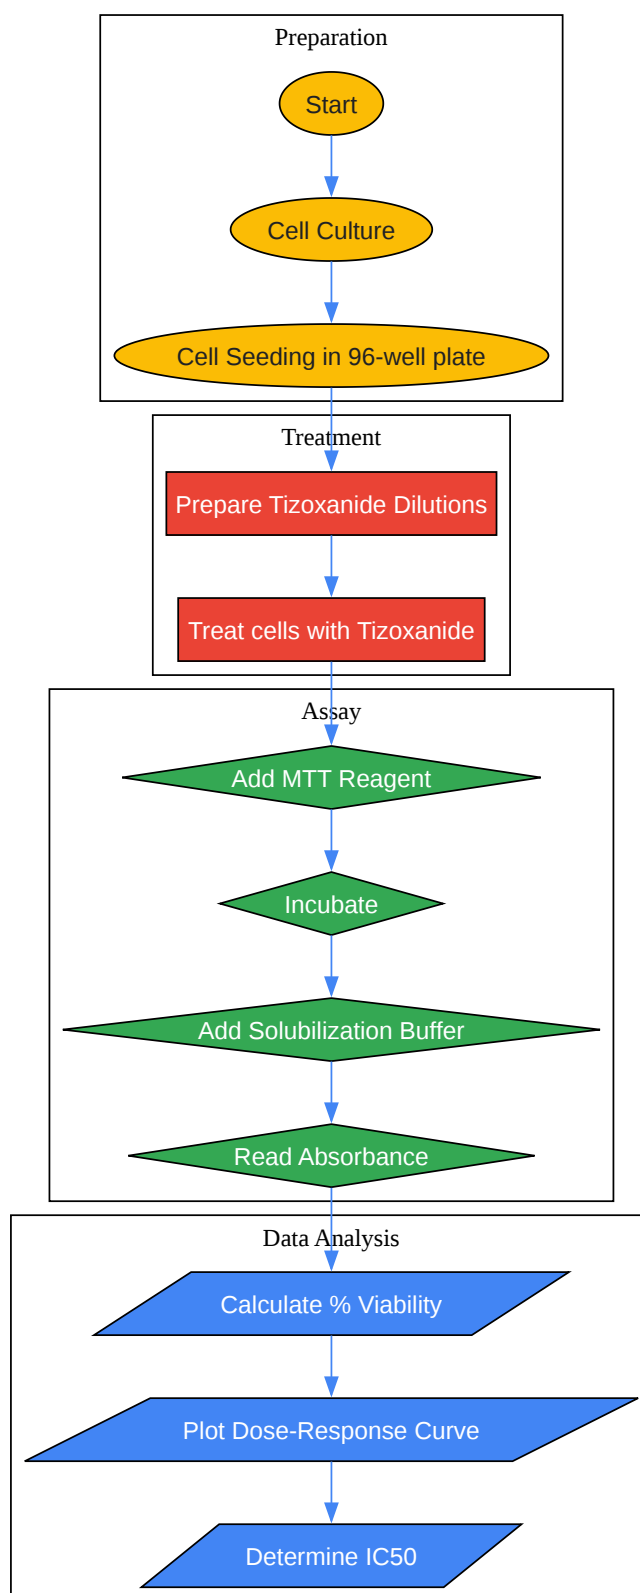 Preparation
Start
Cell Culture
Cell Seeding in 96-well plate
Treatment
Prepare Tizoxanide Dilutions
Treat cells with Tizoxanide
Assay
Add MTT Reagent
Incubate
Add Solubilization Buffer
Read Absorbance
Data Analysis
Calculate % Viability
Plot Dose-Response Curve
Determine IC50